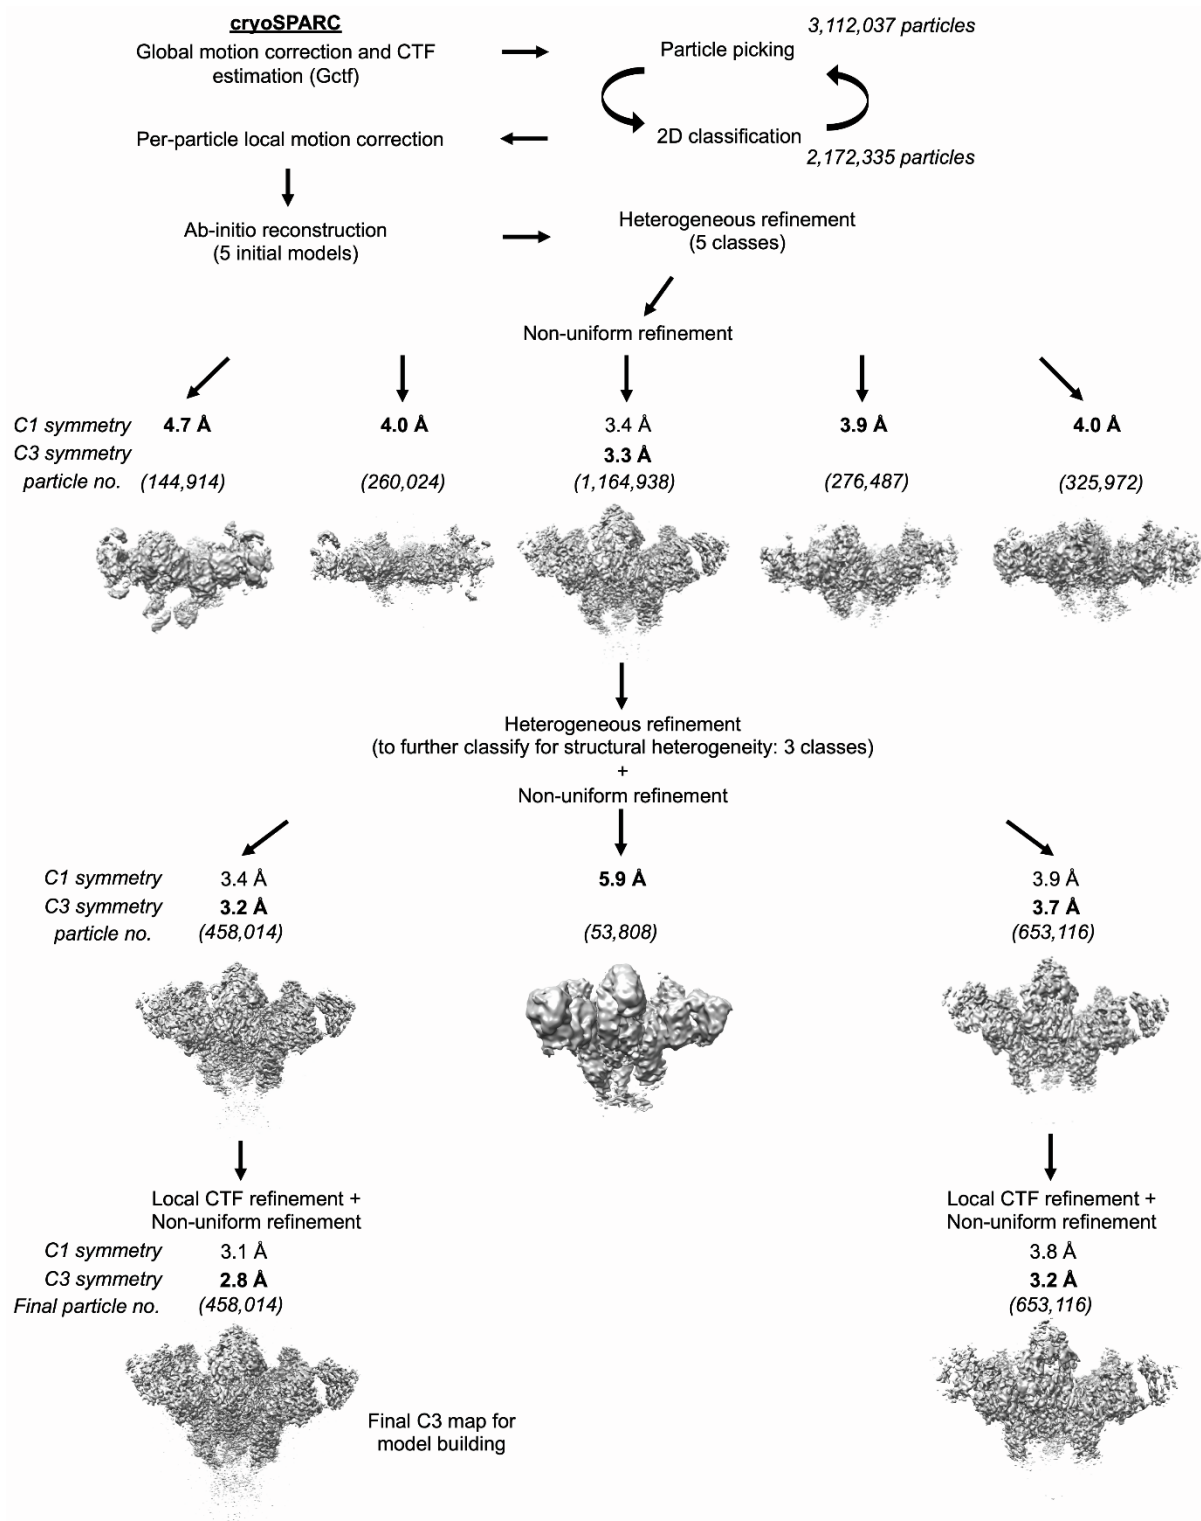 cryoSPARC
Global motion correction and CTF
estimation (Gctf)
3,112,037 particles
Particle picking
Per-particle local motion correction
2D classification
2,172,335 particles
Ab-initio reconstruction
(5 initial models)
Heterogeneous refinement
(5 classes)
Non-uniform refinement
C1 symmetry 4.7 Å 4.0 Å 3.4 Å 3.9 Å 4.0 Å
C3 symmetry 3.3 Å
particle no. (144,914) (260,024) (1,164,938) (276,487) (325,972)
Heterogeneous refinement
(to further classify for structural heterogeneity: 3 classes)
+
Non-uniform refinement
C1 symmetry 3.4 Å 5.9 Å 3.9 Å
C3 symmetry 3.2 Å 3.7 Å
particle no. (458,014) (53,808) (653,116)
Local CTF refinement + Local CTF refinement +
Non-uniform refinement Non-uniform refinement
C1 symmetry 3.1 Å 3.8 Å
C3 symmetry 2.8 Å 3.2 Å
Final particle no. (458,014) (653,116)
Final C3 map for
model building